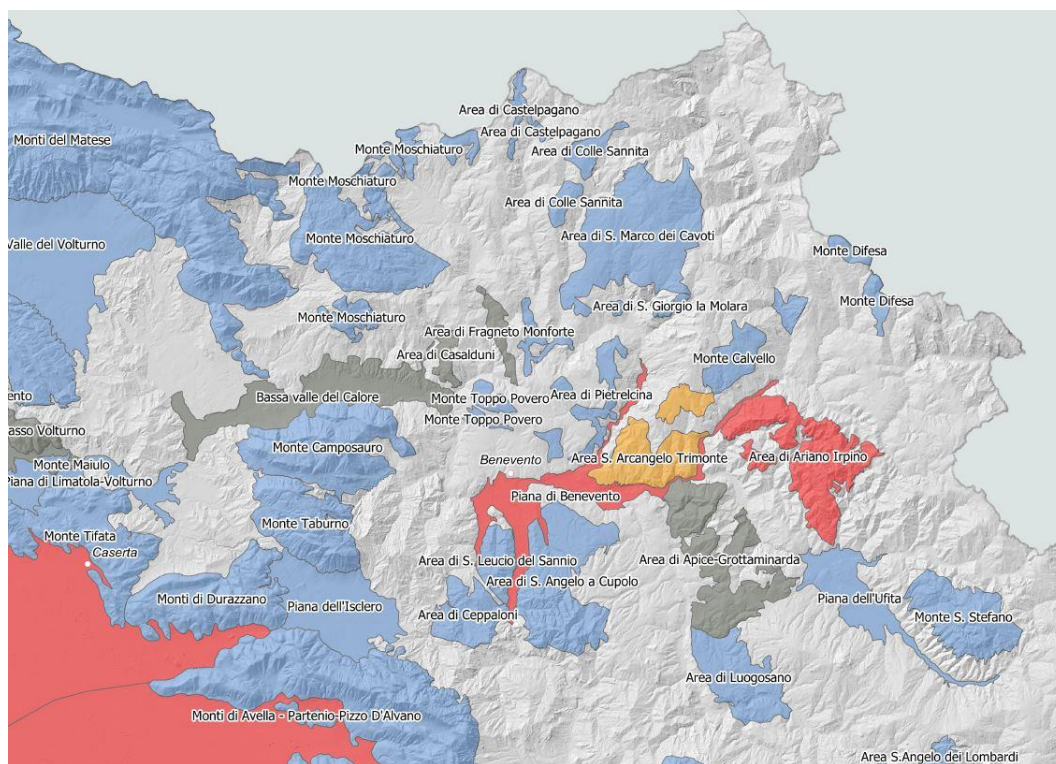 Area di Castelpagano
Monti del Matese
Area di Castelpagano
Monte Moschiaturo
Area di Colle Sannita
Monte Moschiaturo
Area di Colle Sannita
Monte Moschiaturo
Area di S. Marco dei Cavoti
Valle del Volturno
Monte Difesa
Monte Difesa
Area di S. Giorgio la Molara
Monte Moschiaturo
Area di Fragneto Monforte
Area di Casalduni
Monte Calvello
ento
Bassa valle del Calore
Monte Toppo Povero
Area di Pietrelcina
Monte Toppo Povero
asso Volturno
Monte Camposauro
Benevento
Area S. Arcangelo Trimonte
Area di Ariano Irpino
Monte Maiulo
Piana di Limatola-Volturno
Piana di Benevento
Monte Taburno
Monte Tifata
Caserta
Area di S. Leucio del Sannio
Area di Apice-Grottaminarda
Area di S. Angelo a Cupolo
Monti di Durazzano
Piana dell'Isclero
Area di Ceppaloni
Piana dell'Ufita
Monte S. Stefano
Area di Luogosano
Monti di Avella - Partenio-Pizzo D'Alvano
Area S.Angelo dei Lombardi